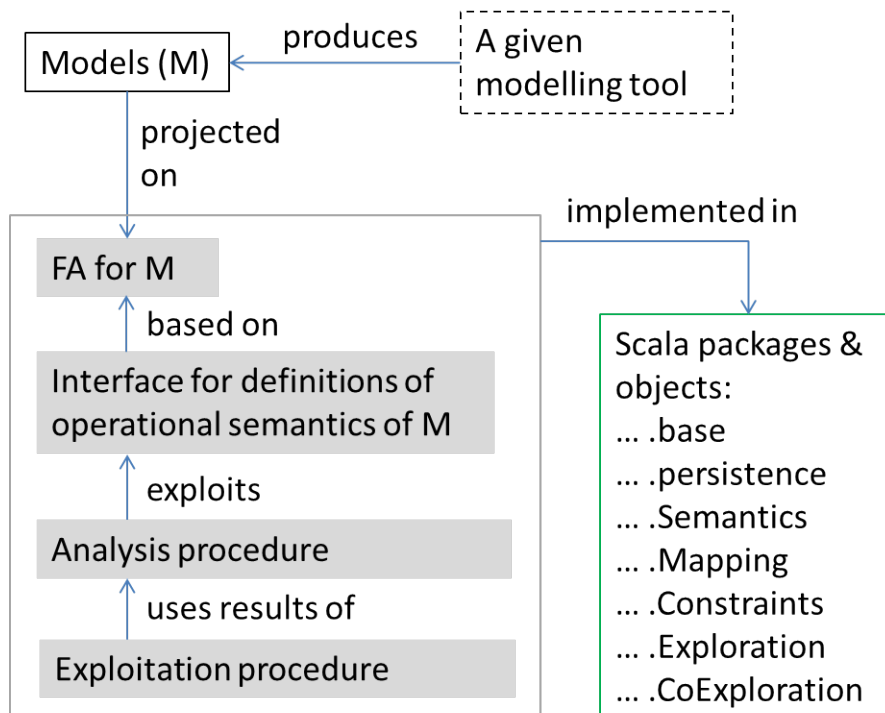 produces
A given
modelling tool
Models (M)
projected
on
implemented in
FA for M
based on
Interface for definitions of
operational semantics of M
exploits
Analysis procedure
uses results of
Exploitation procedure
Scala packages &
objects:
... .base
... .persistence
... .Semantics
... .Mapping
... .Constraints
... .Exploration
... .CoExploration